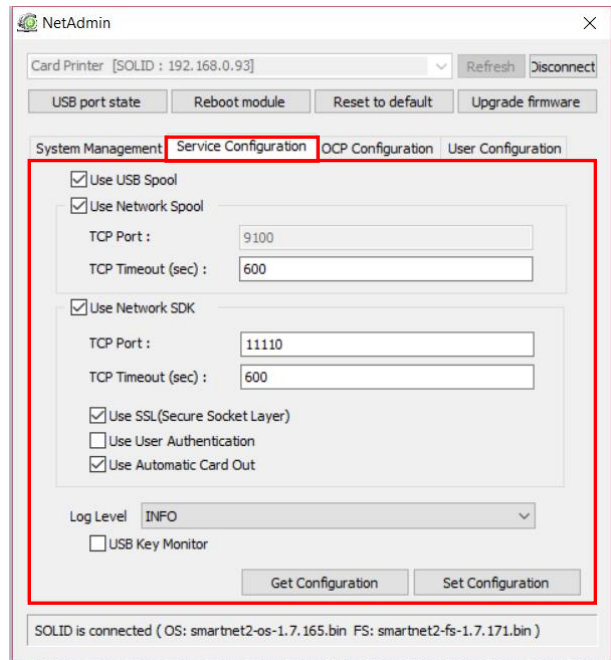 NetAdmin
Card Printer [SOLID : 192.168.0.93] Refresh Disconnect
USB port state Reboot module Reset to default Upgrade firmware
System Management Service Configuration OCP Configuration User Configuration
Use USB Spool
Use Network Spool
TCP Port : 9100
TCP Timeout (sec) : 600
Use Network SDK
TCP Port : 11110
TCP Timeout (sec) : 600
Use SSL(Secure Socket Layer)
Use User Authentication
Use Automatic Card Out
Log Level INFO
USB Key Monitor
Get Configuration Set Configuration
SOLID is connected ( OS: smartnet2-os-1.7.165.bin FS: smartnet2-fs-1.7.171.bin )